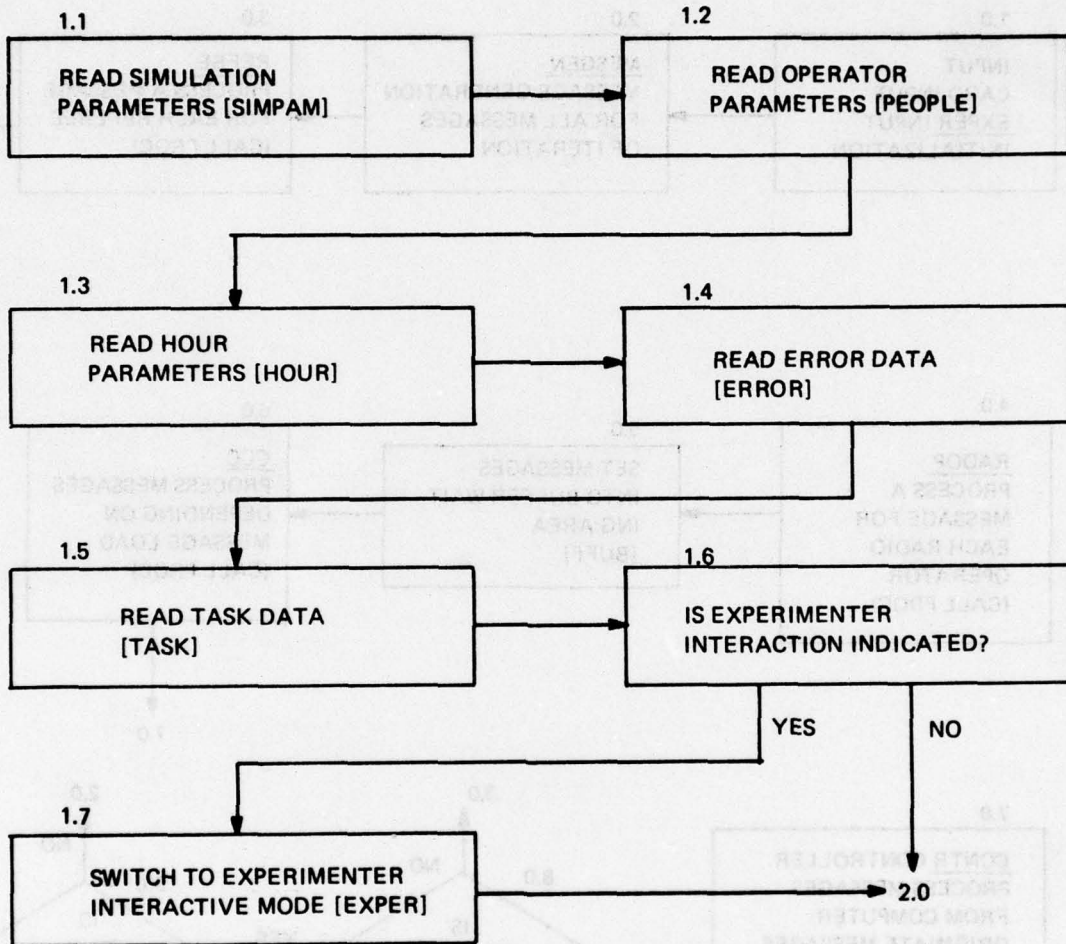 1.1
READ SIMULATION
PARAMETERS [SIMPAM]
1.2
READ OPERATOR
PARAMETERS [PEOPLE]
1.3
READ HOUR
PARAMETERS [HOUR]
1.4
READ ERROR DATA
[ERROR]
1.5
READ TASK DATA
[TASK]
1.6
IS EXPERIMENTER
INTERACTION INDICATED?
YES
NO
1.7
SWITCH TO EXPERIMENTER
INTERACTIVE MODE [EXPER]
2.0